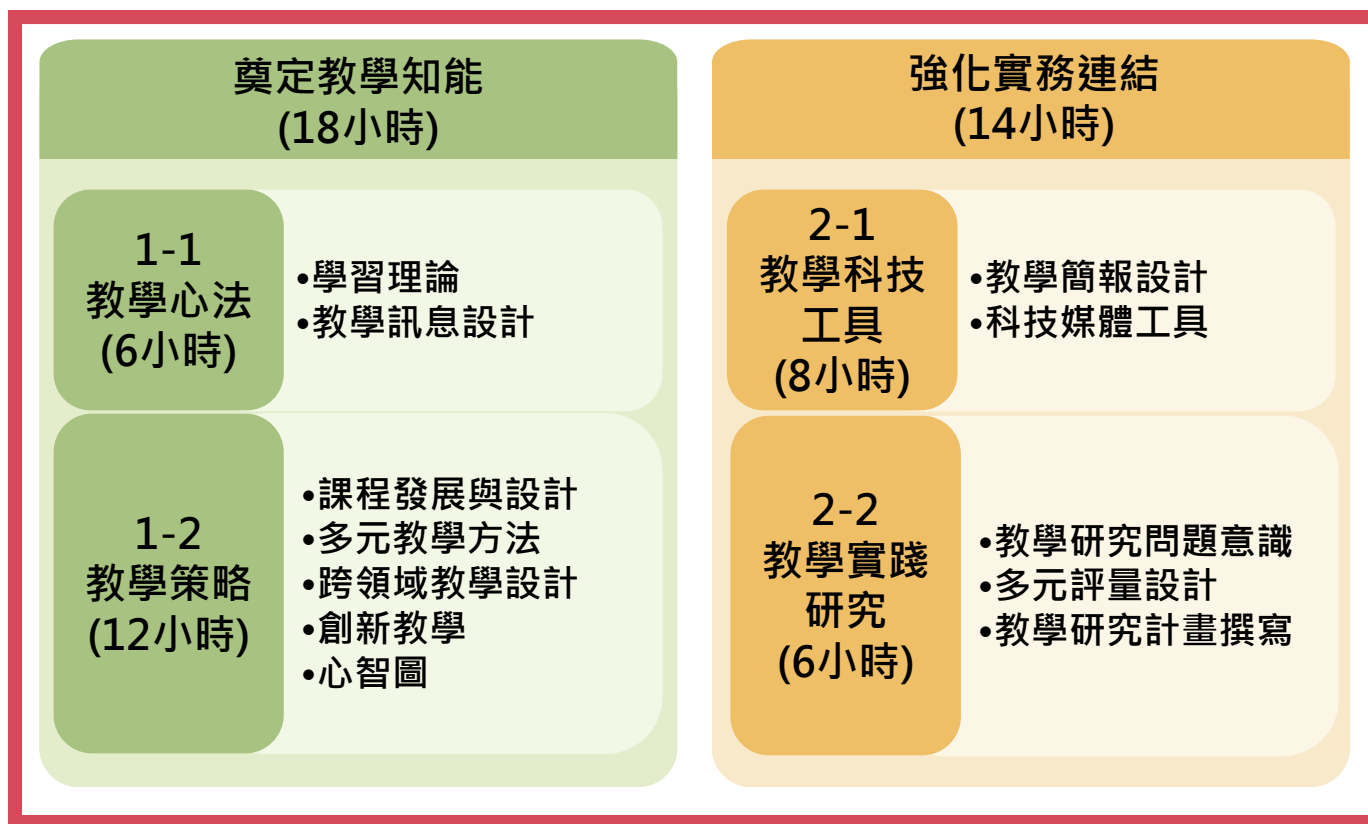 奠定教學知能
(18小時)
1-1
教學心法
(6小時)
•學習理論
•教學訊息設計
1-2
教學策略
(12小時)
•課程發展與設計
•多元教學方法
•跨領域教學設計
•創新教學
•心智圖
強化實務連結
(14小時)
2-1
教學科技
工具
(8小時)
•教學簡報設計
•科技媒體工具
2-2
教學實踐
研究
(6小時)
•教學研究問題意識
•多元評量設計
•教學研究計畫撰寫